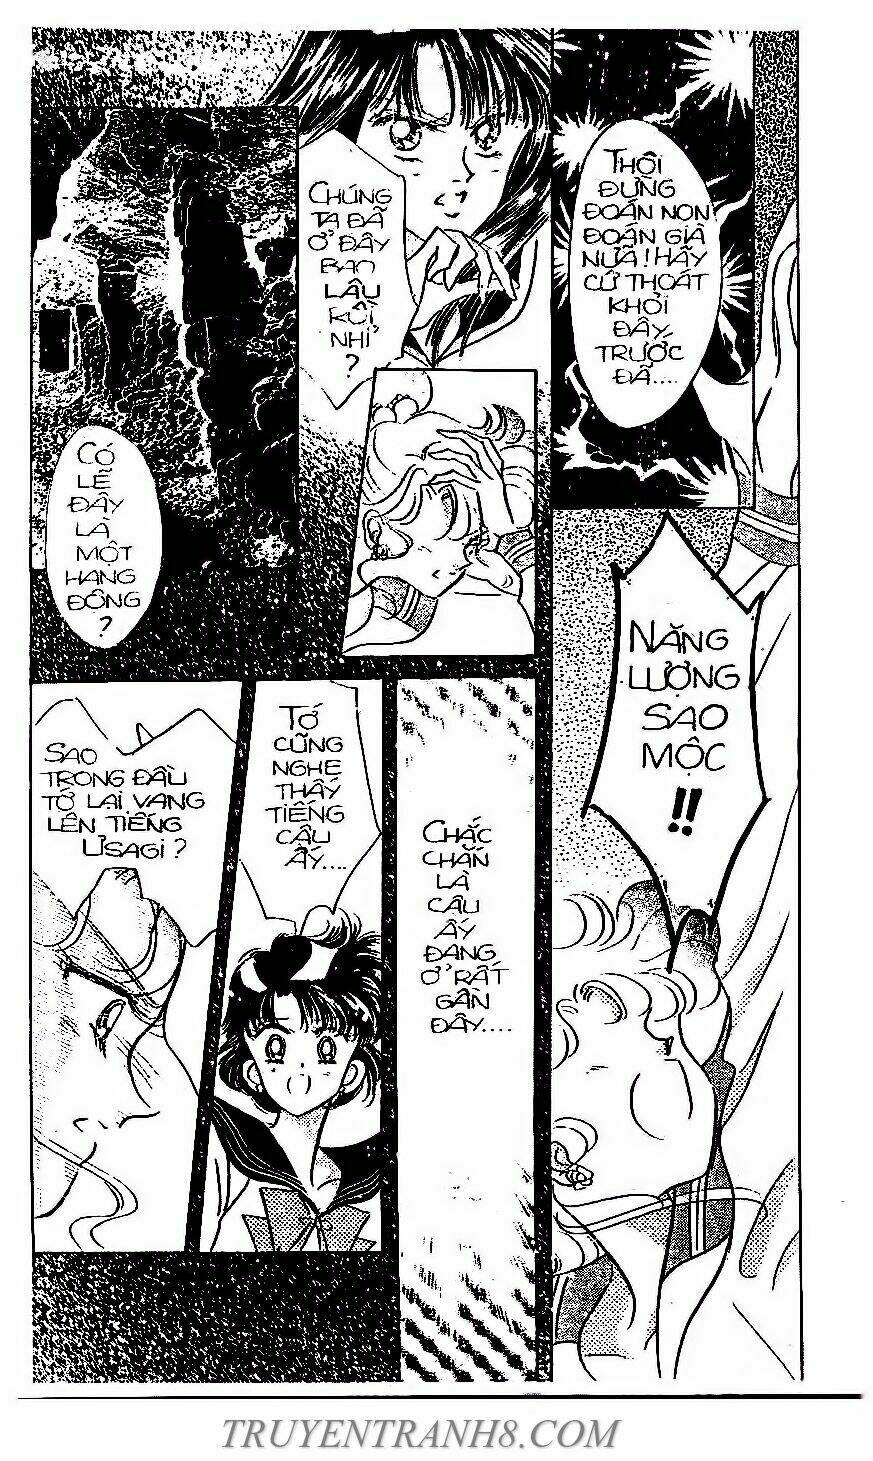 THÔI
ĐỪNG
ĐOÁN NON
ĐOÁN GIÀ
NỮA! HÃY
CỨ THOÁT
KHỎI
ĐÂY
TRƯỚC
ĐÃ....
CHÚNG
TA ĐÃ
Ở ĐÂY
BAO
LÂU
RỒI
NHỈ
?
CÓ
LẼ
ĐÂY
LÀ
MỘT
HANG
ĐỘNG
?
NĂNG
LƯỢNG
SAO
MỘC
!!
CHẮC
CHẮN
LÀ
CẬU
ẤY
ĐANG
Ở RẤT
GẦN
ĐÂY....
TỚ
CŨNG
NGHE
THẤY
TIẾNG
CẬU
ẤY....
SAO
TRONG ĐẦU
TỚ LẠI VANG
LÊN TIẾNG
USAGI?
TRUYENTRANH8.COM